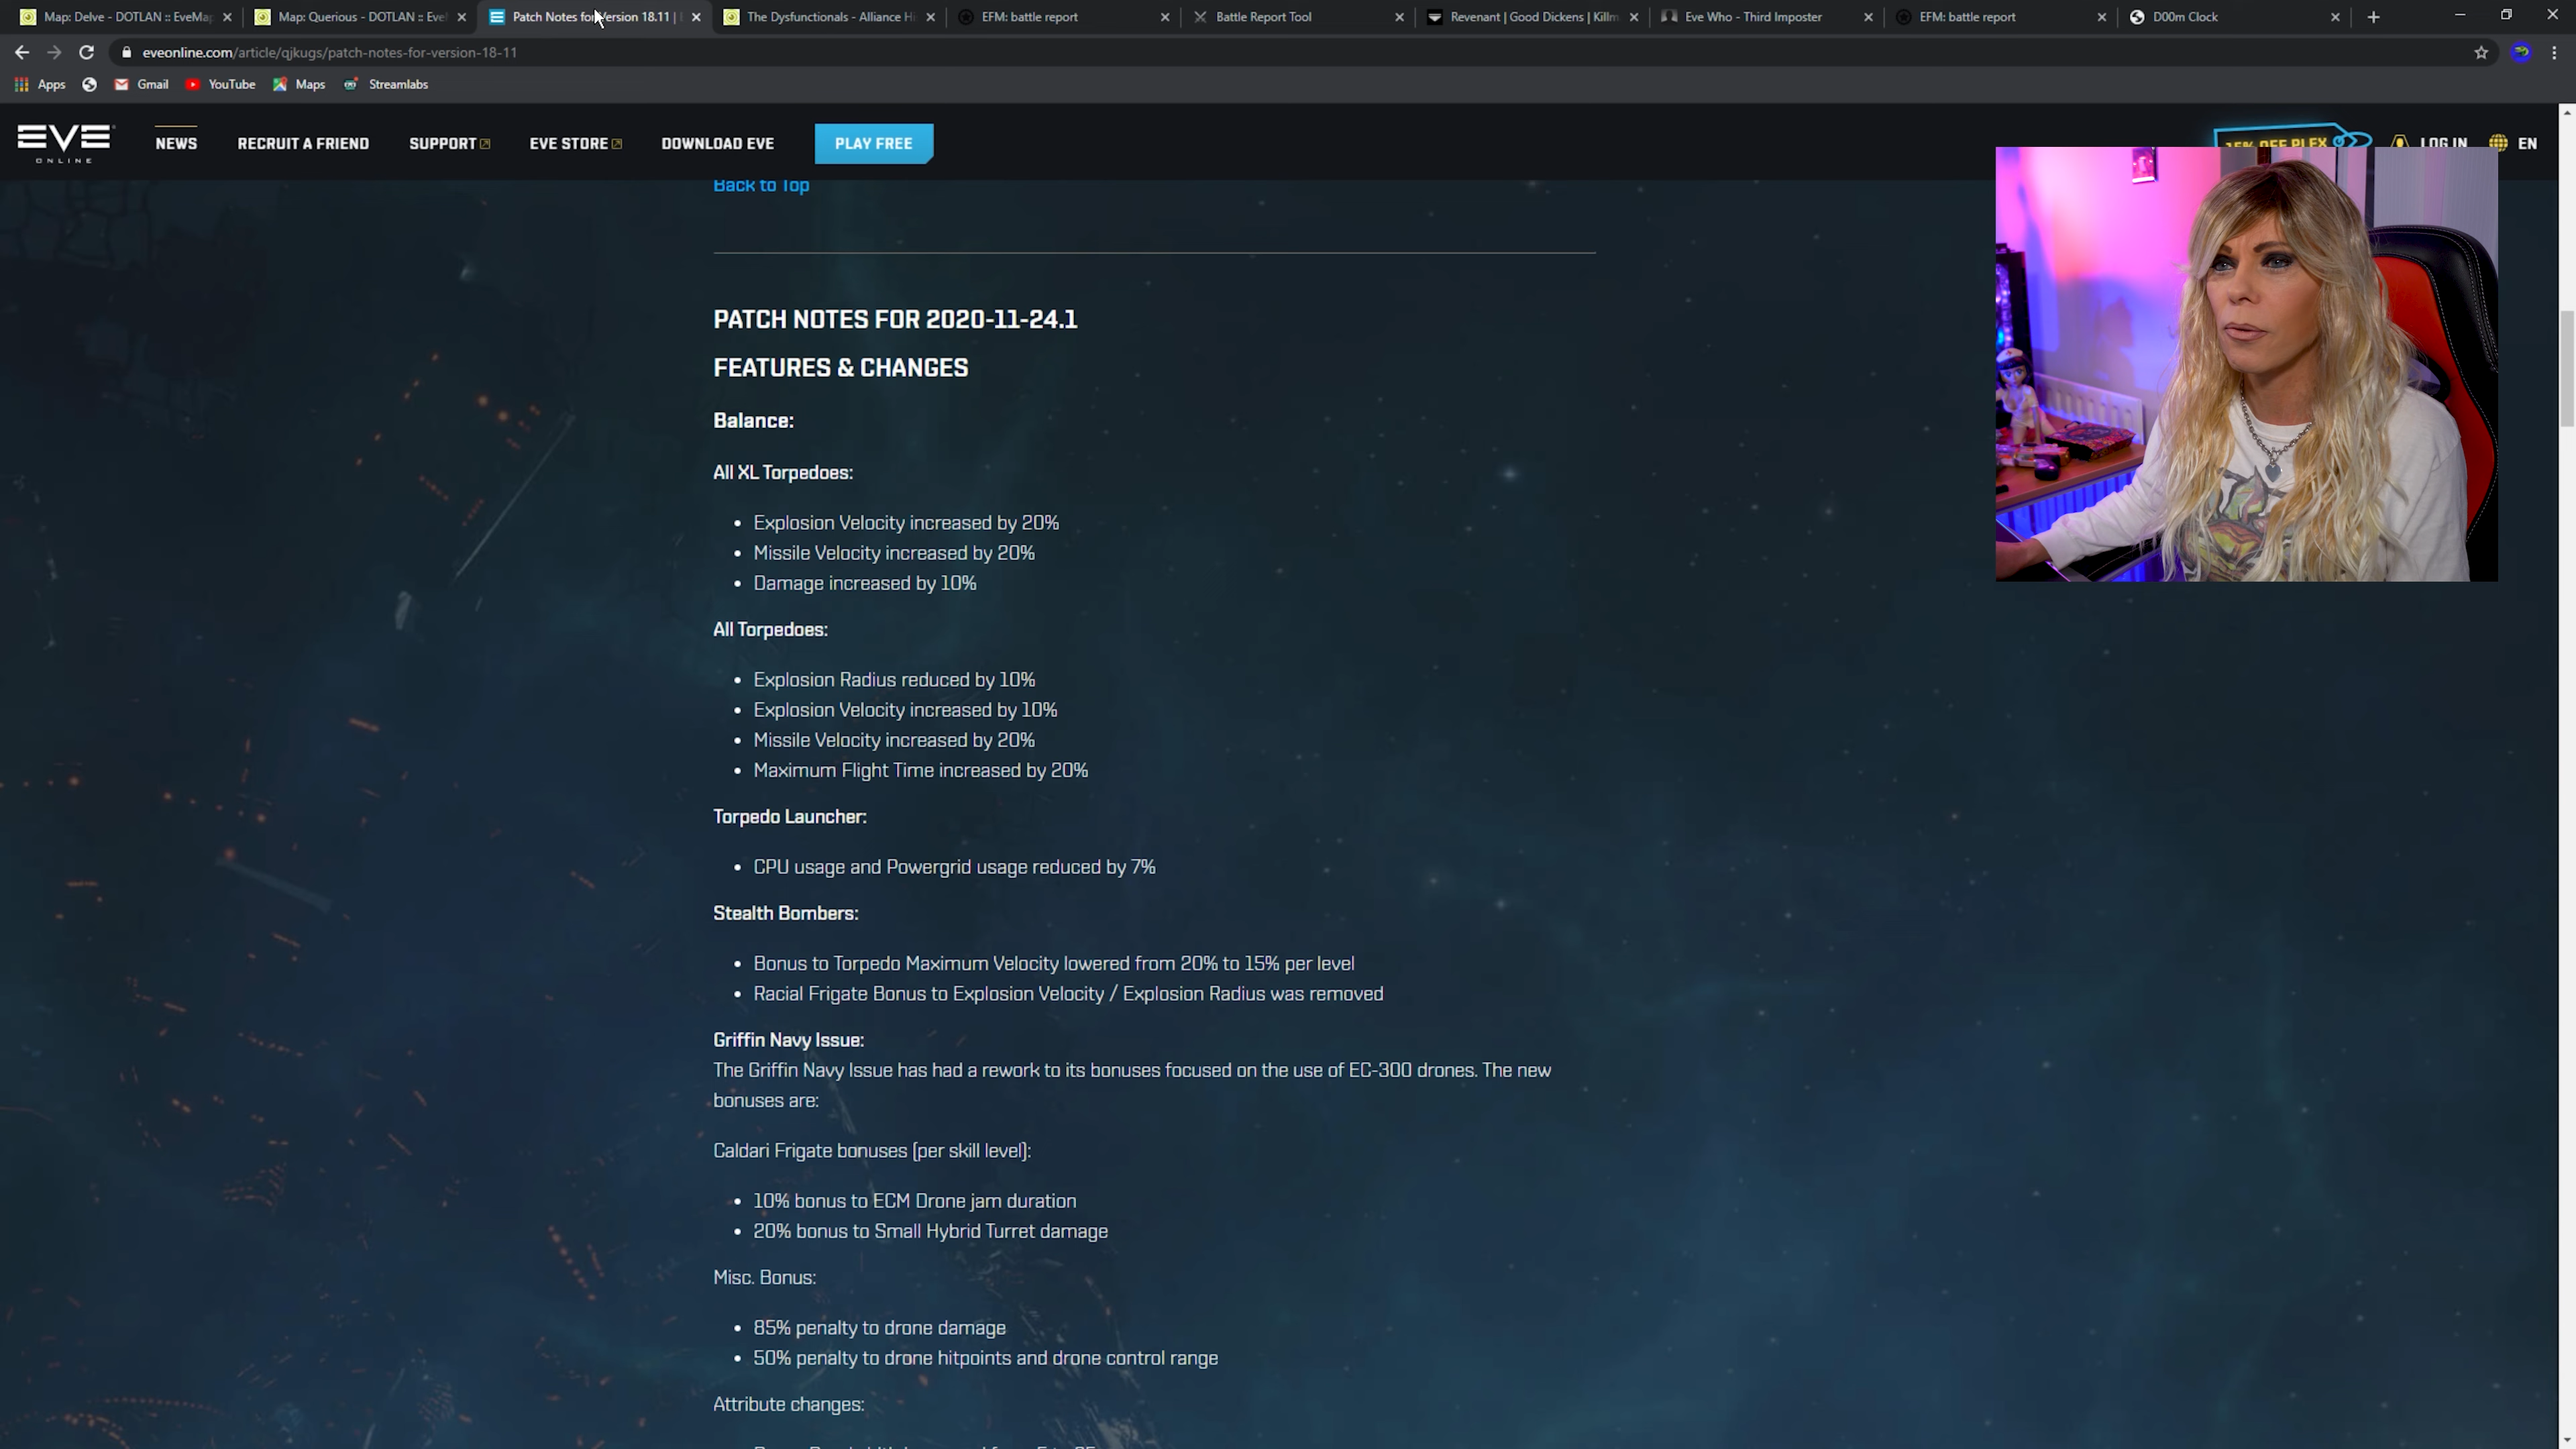 Map: Delve - DOTLAN :: EveMap
Map: Querious - DOTLAN :: EveM
Patch Notes for Version 18.11 |
The Dysfunctionals - Alliance Hi
EFM: battle report
Battle Report Tool
Revenant | Good Dickens | Killm
Eve Who - Third Imposter
EFM: battle report
D00m Clock
eveonline.com/article/qjkugs/patch-notes-for-version-18-11
Apps
Gmail
YouTube
Maps
Streamlabs
EVE
ONLINE
NEWS
RECRUIT A FRIEND
SUPPORT
EVE STORE
DOWNLOAD EVE
PLAY FREE
15% OFF PLEX
LOG IN
EN
Back to Top
PATCH NOTES FOR 2020-11-24.1
FEATURES & CHANGES
Balance:
All XL Torpedoes:
• Explosion Velocity increased by 20%
• Missile Velocity increased by 20%
• Damage increased by 10%
All Torpedoes:
• Explosion Radius reduced by 10%
• Explosion Velocity increased by 10%
• Missile Velocity increased by 20%
• Maximum Flight Time increased by 20%
Torpedo Launcher:
• CPU usage and Powergrid usage reduced by 7%
Stealth Bombers:
• Bonus to Torpedo Maximum Velocity lowered from 20% to 15% per level
• Racial Frigate Bonus to Explosion Velocity / Explosion Radius was removed
Griffin Navy Issue:
The Griffin Navy Issue has had a rework to its bonuses focused on the use of EC-300 drones. The new
bonuses are:
Caldari Frigate bonuses (per skill level):
• 10% bonus to ECM Drone jam duration
• 20% bonus to Small Hybrid Turret damage
Misc. Bonus:
• 85% penalty to drone damage
• 50% penalty to drone hitpoints and drone control range
Attribute changes: